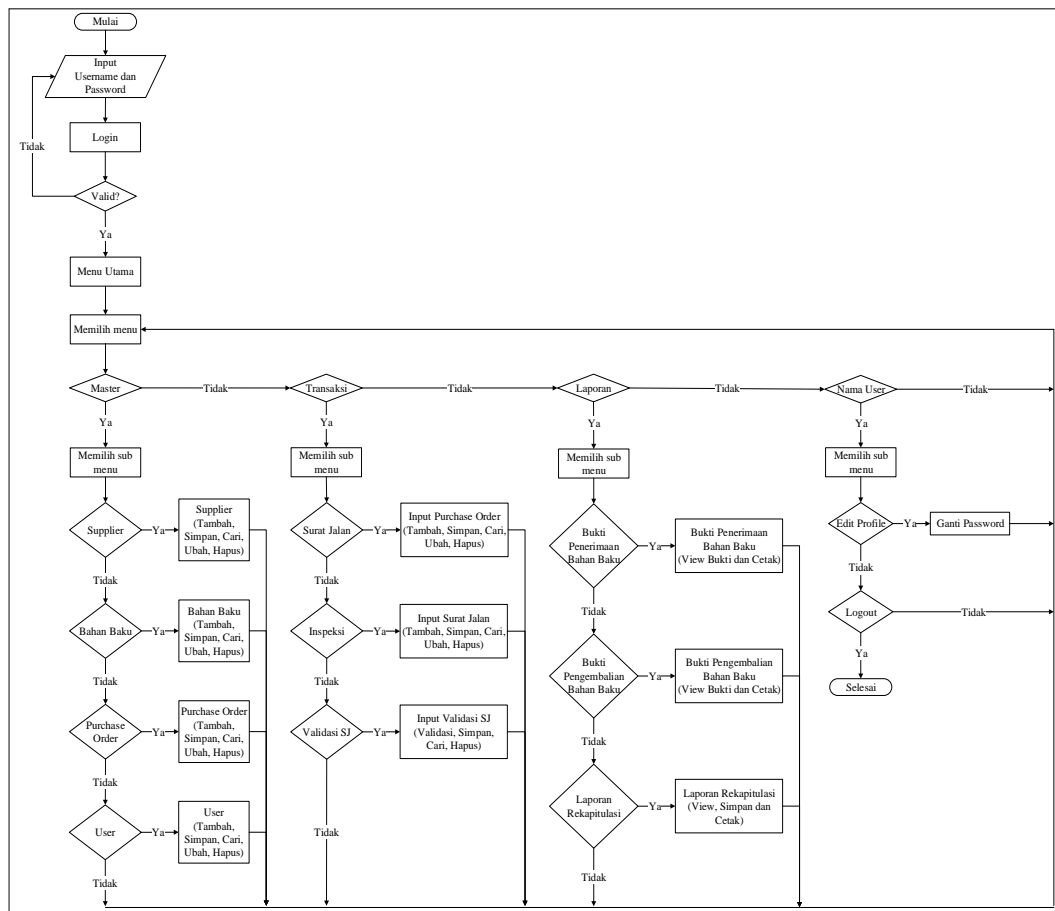 Mulai
Input
Username dan
Password
Login
Tidak
Valid?
Ya
Menu Utama
Memilih menu
Master
Tidak
Transaksi
Tidak
Laporan
Tidak
Nama User
Tidak
Ya
Ya
Ya
Ya
Memilih sub
menu
Memilih sub
menu
Memilih sub
menu
Memilih sub
menu
Supplier
Ya
Supplier
(Tambah,
Simpan, Cari,
Ubah, Hapus)
Tidak
Bahan Baku
Ya
Bahan Baku
(Tambah,
Simpan, Cari,
Ubah, Hapus)
Tidak
Purchase
Order
Ya
Purchase Order
(Tambah,
Simpan, Cari,
Ubah, Hapus)
Tidak
User
Ya
User
(Tambah,
Simpan, Cari,
Ubah, Hapus)
Tidak
Surat Jalan
Ya
Input Purchase Order
(Tambah, Simpan, Cari,
Ubah, Hapus)
Tidak
Inspeksi
Ya
Input Surat Jalan
(Tambah, Simpan, Cari,
Ubah, Hapus)
Tidak
Validasi SJ
Ya
Input Validasi SJ
(Validasi, Simpan,
Cari, Hapus)
Tidak
Bukti
Penerimaan
Bahan Baku
Ya
Bukti Penerimaan
Bahan Baku
(View Bukti dan Cetak)
Tidak
Bukti
Pengembalian
Bahan Baku
Ya
Bukti Pengembalian
Bahan Baku
(View Bukti dan Cetak)
Tidak
Laporan
Rekapitulasi
Ya
Laporan Rekapitulasi
(View, Simpan dan
Cetak)
Tidak
Edit Profile
Ya
Ganti Password
Tidak
Logout
Tidak
Ya
Selesai